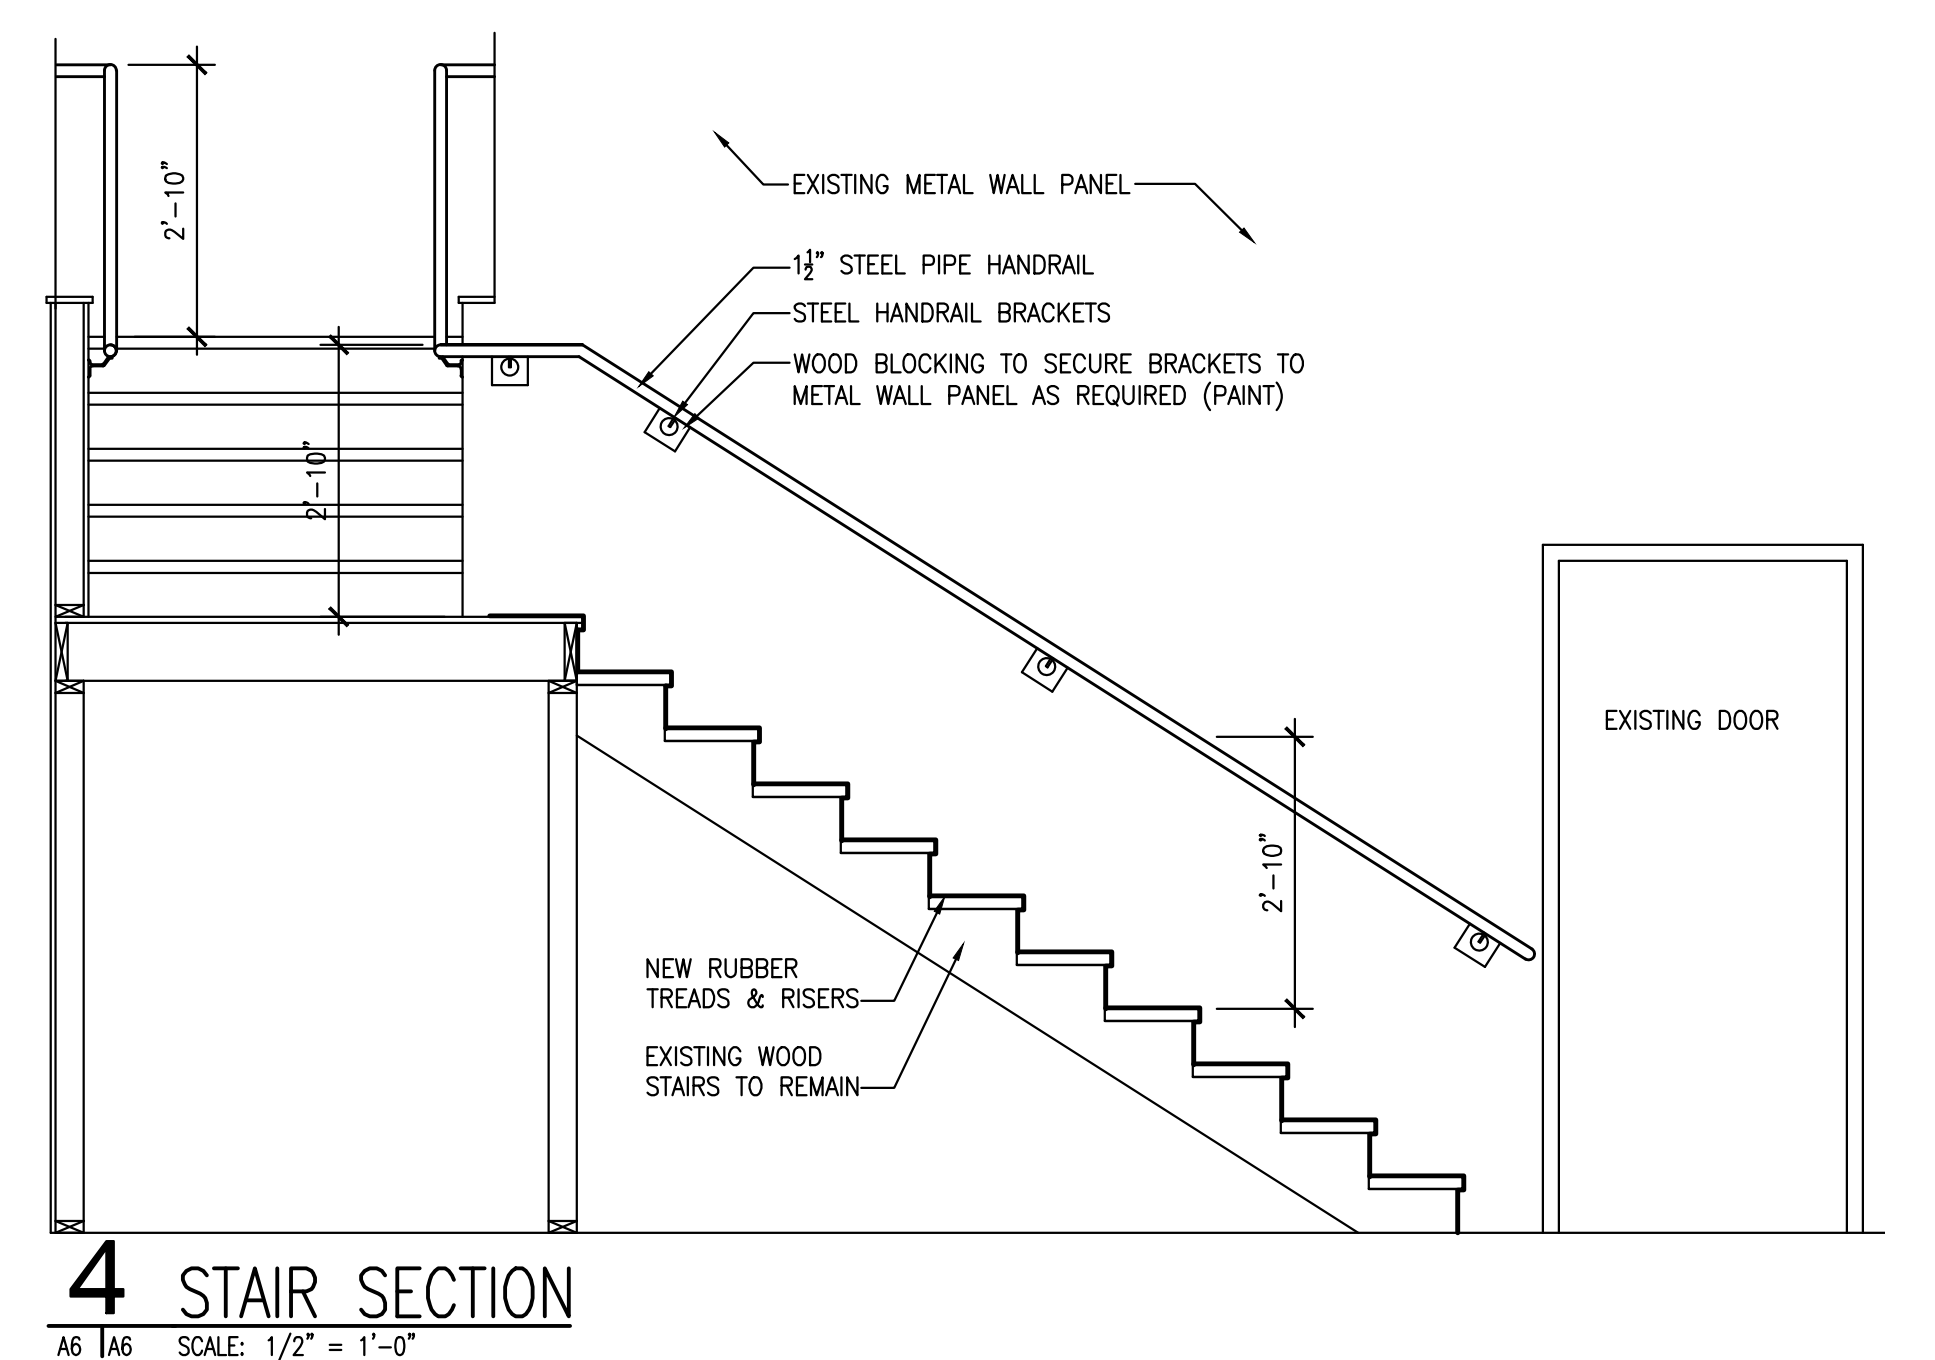 2'-10"
EXISTING METAL WALL PANEL
1 1/2" STEEL PIPE HANDRAIL
STEEL HANDRAIL BRACKETS
WOOD BLOCKING TO SECURE BRACKETS TO
METAL WALL PANEL AS REQUIRED (PAINT)
2'-10"
EXISTING DOOR
2'-10"
NEW RUBBER
TREADS & RISERS
EXISTING WOOD
STAIRS TO REMAIN
4 STAIR SECTION
A6 A6 SCALE: 1/2" = 1'-0"